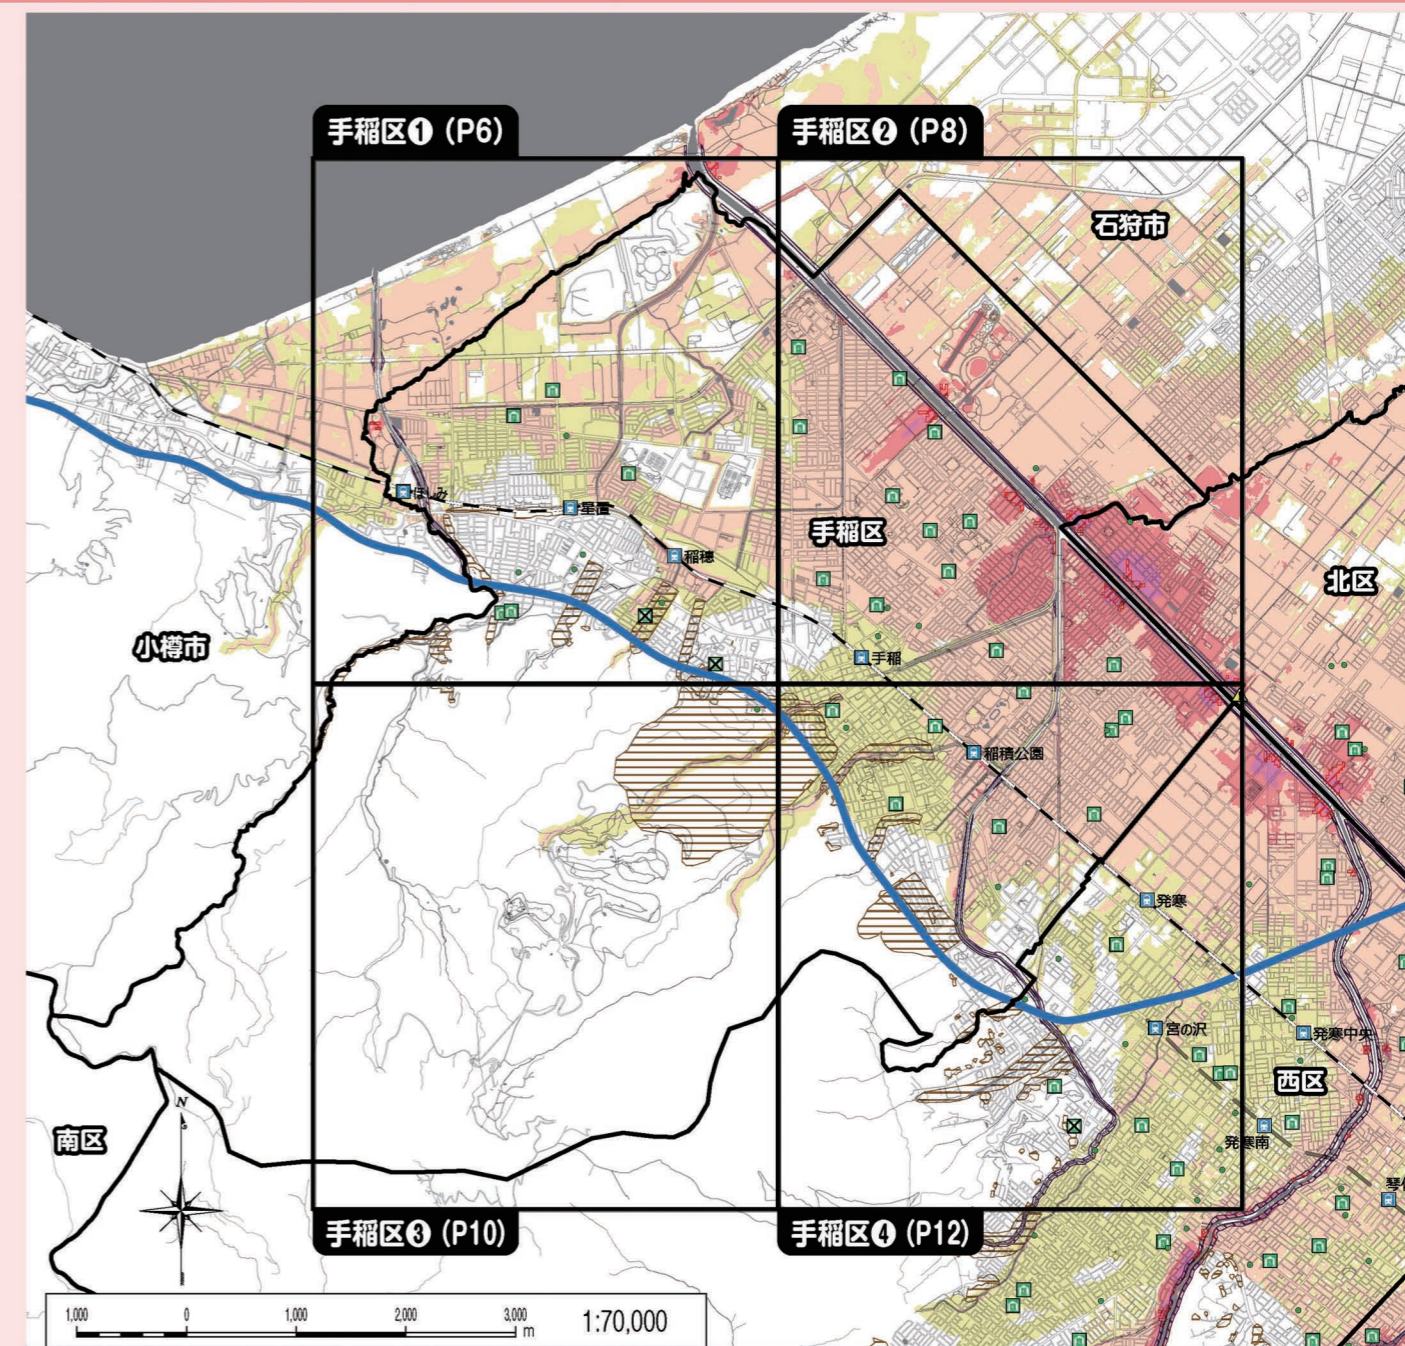 手稲区❶ (P6)
手稲区❷ (P8)
石狩市
ほしみ
星置
稲穂
手稲区
北区
小樽市
手稲
稲積公園
発寒
宮の沢
発寒中央
西区
発寒南
南区
N
手稲区❸ (P10)
手稲区❹ (P12)
1,000 0 1,000 2,000 3,000 m
1:70,000